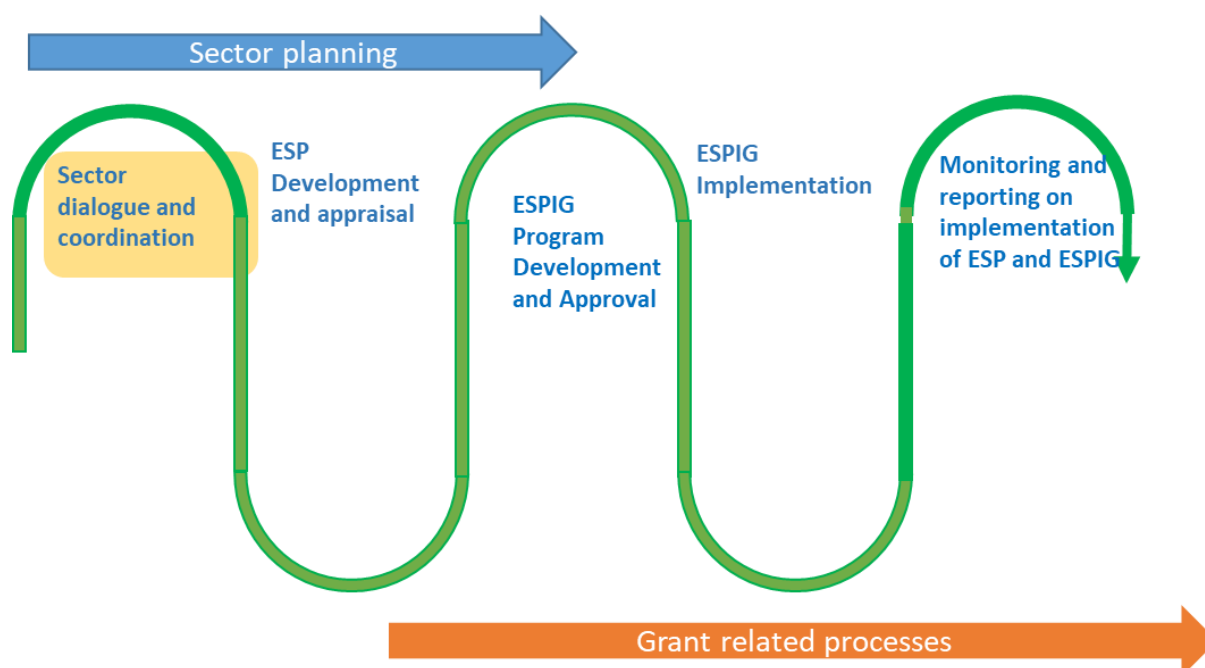 Sector planning
Sector
dialogue and
coordination
ESP
Development
and appraisal
ESPIG
Program
Development
and Approval
ESPIG
Implementation
Monitoring and
reporting on
implementation
of ESP and ESPIG
Grant related processes